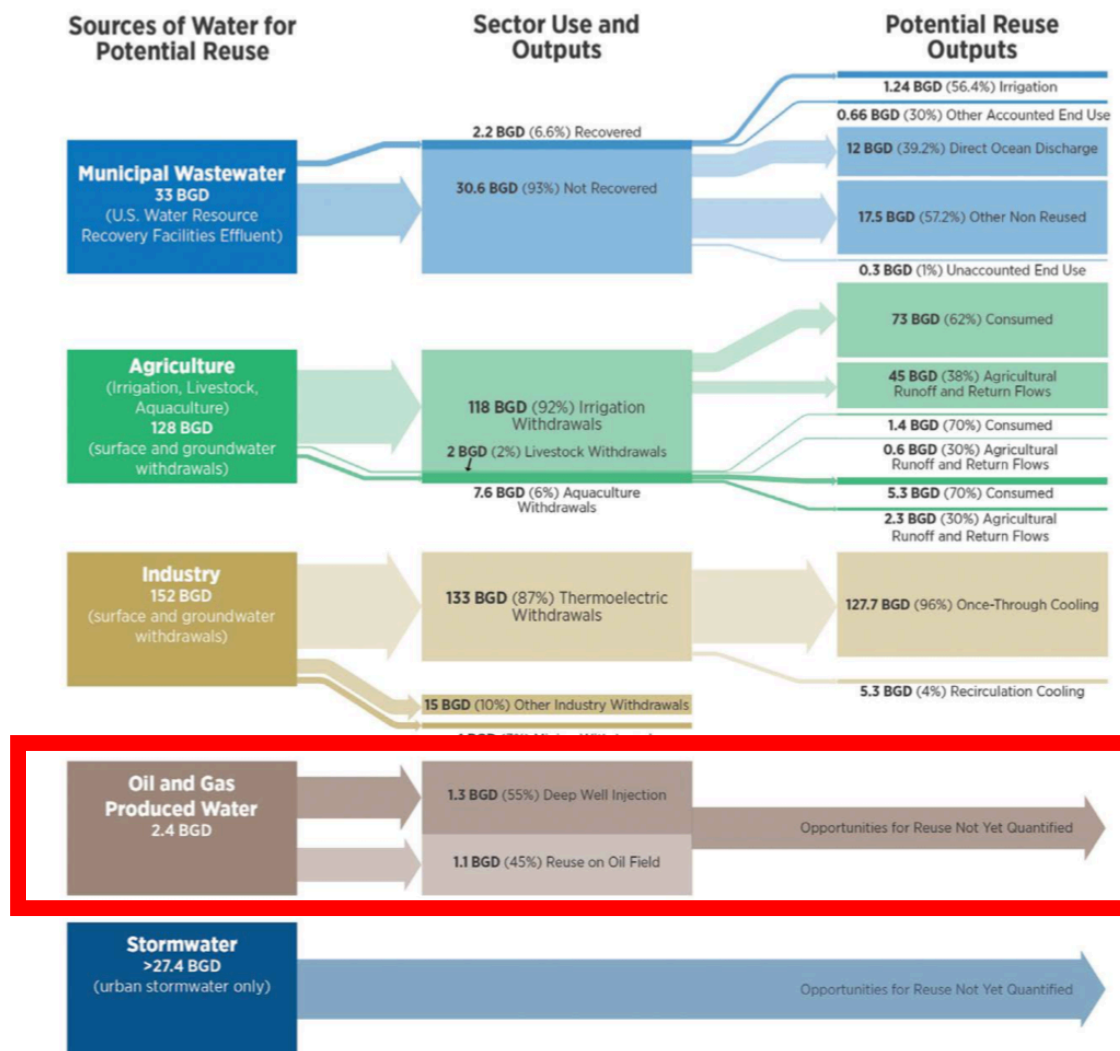 Sources of Water for
Potential Reuse
Sector Use and
Outputs
Potential Reuse
Outputs
Municipal Wastewater
33 BGD
(U.S. Water Resource
Recovery Facilities Effluent)
2.2 BGD (6.6%) Recovered
30.6 BGD (93%) Not Recovered
1.24 BGD (56.4%) Irrigation
0.66 BGD (30%) Other Accounted End Use
12 BGD (39.2%) Direct Ocean Discharge
17.5 BGD (57.2%) Other Non Reused
0.3 BGD (1%) Unaccounted End Use
Agriculture
(Irrigation, Livestock,
Aquaculture)
128 BGD
(surface and groundwater
withdrawals)
118 BGD (92%) Irrigation
Withdrawals
2 BGD (2%) Livestock Withdrawals
7.6 BGD (6%) Aquaculture
Withdrawals
73 BGD (62%) Consumed
45 BGD (38%) Agricultural
Runoff and Return Flows
1.4 BGD (70%) Consumed
0.6 BGD (30%) Agricultural
Runoff and Return Flows
5.3 BGD (70%) Consumed
2.3 BGD (30%) Agricultural
Runoff and Return Flows
Industry
152 BGD
(surface and groundwater
withdrawals)
133 BGD (87%) Thermoelectric
Withdrawals
15 BGD (10%) Other Industry Withdrawals
127.7 BGD (96%) Once-Through Cooling
5.3 BGD (4%) Recirculation Cooling
Oil and Gas
Produced Water
2.4 BGD
1.3 BGD (55%) Deep Well Injection
1.1 BGD (45%) Reuse on Oil Field
Opportunities for Reuse Not Yet Quantified
Stormwater
>27.4 BGD
(urban stormwater only)
Opportunities for Reuse Not Yet Quantified